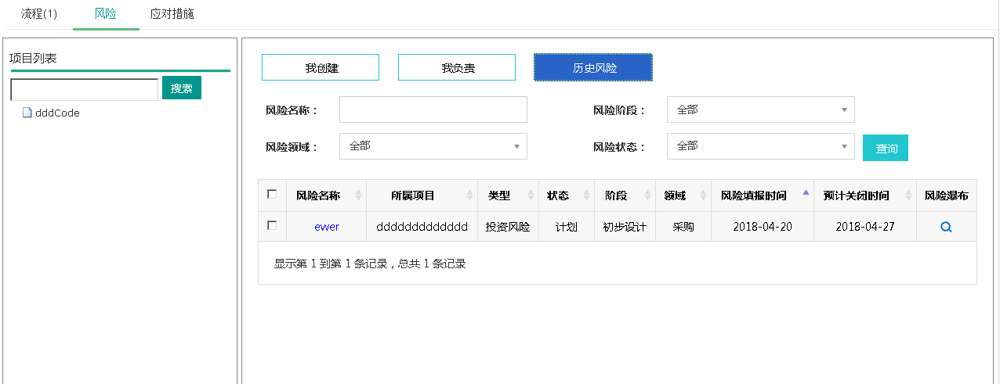 流程(1) 风险 应对措施
项目列表
搜索
dddCode
我创建 我负责 历史风险
风险名称： 风险阶段： 全部
风险领域： 全部 风险状态： 全部 查询
风险名称 所属项目 类型 状态 阶段 领域 风险填报时间 预计关闭时间 风险瀑布
ewer ddddddddddddd 投资风险 计划 初步设计 采购 2018-04-20 2018-04-27
显示第 1 到第 1 条记录，总共 1 条记录